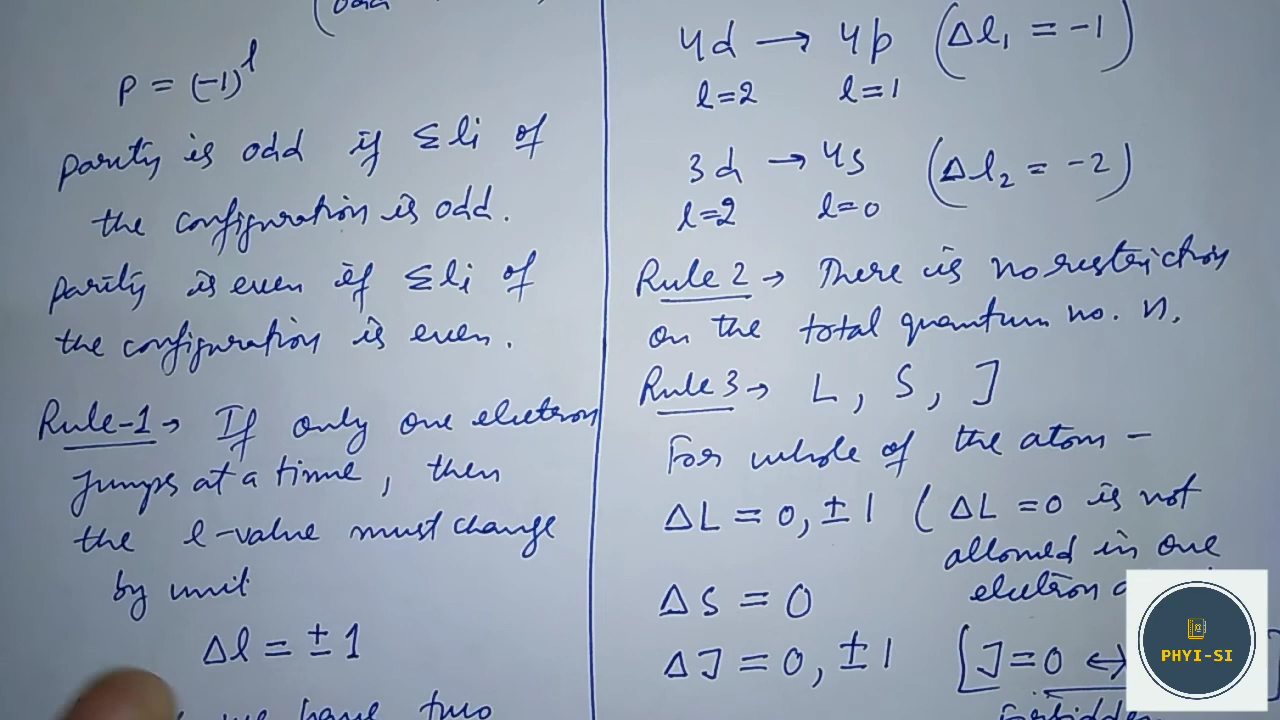 P = (-1)^l
parity is odd if Σli of
the configuration is odd.
parity is even if Σli of
the configuration is even.
Rule-1 → If only one electron
Jumps at a time, then
the l-value must change
by unit
Δl = ±1
we have two
4d → 4p (Δl₁ = -1)
l=2 l=1
3d → 4s (Δl₂ = -2)
l=2 l=0
Rule 2 → There is no restriction
on the total quantum no. n.
Rule 3 → L, S, J
For whole of the atom –
ΔL = 0, ±1 (ΔL = 0 is not
allowed in one
electron
ΔS = 0
ΔJ = 0, ±1 [J=0 ↔ ]
forbidden
PHYI-SI